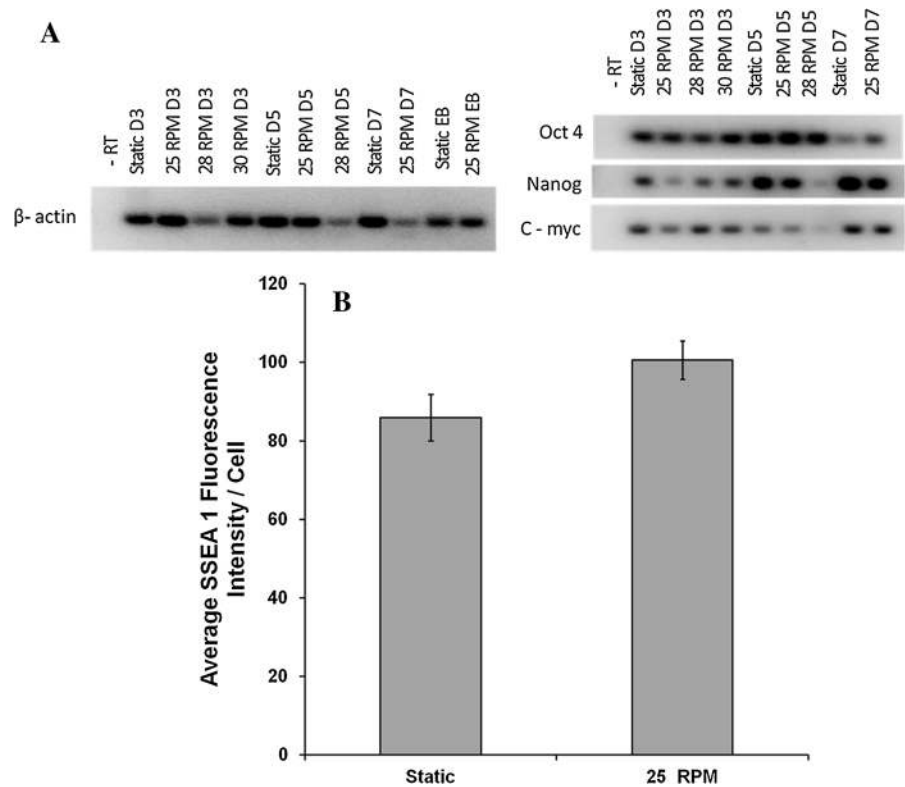 A
- RT
Static D3
25 RPM D3
28 RPM D3
30 RPM D3
Static D5
25 RPM D5
28 RPM D5
Static D7
25 RPM D7
Static EB
25 RPM EB
β- actin
- RT
Static D3
25 RPM D3
28 RPM D3
30 RPM D3
Static D5
25 RPM D5
28 RPM D5
Static D7
25 RPM D7
Oct 4
Nanog
C - myc
B
Average SSEA 1 Fluorescence
Intensity / Cell
120
100
80
60
40
20
0
Static
25 RPM